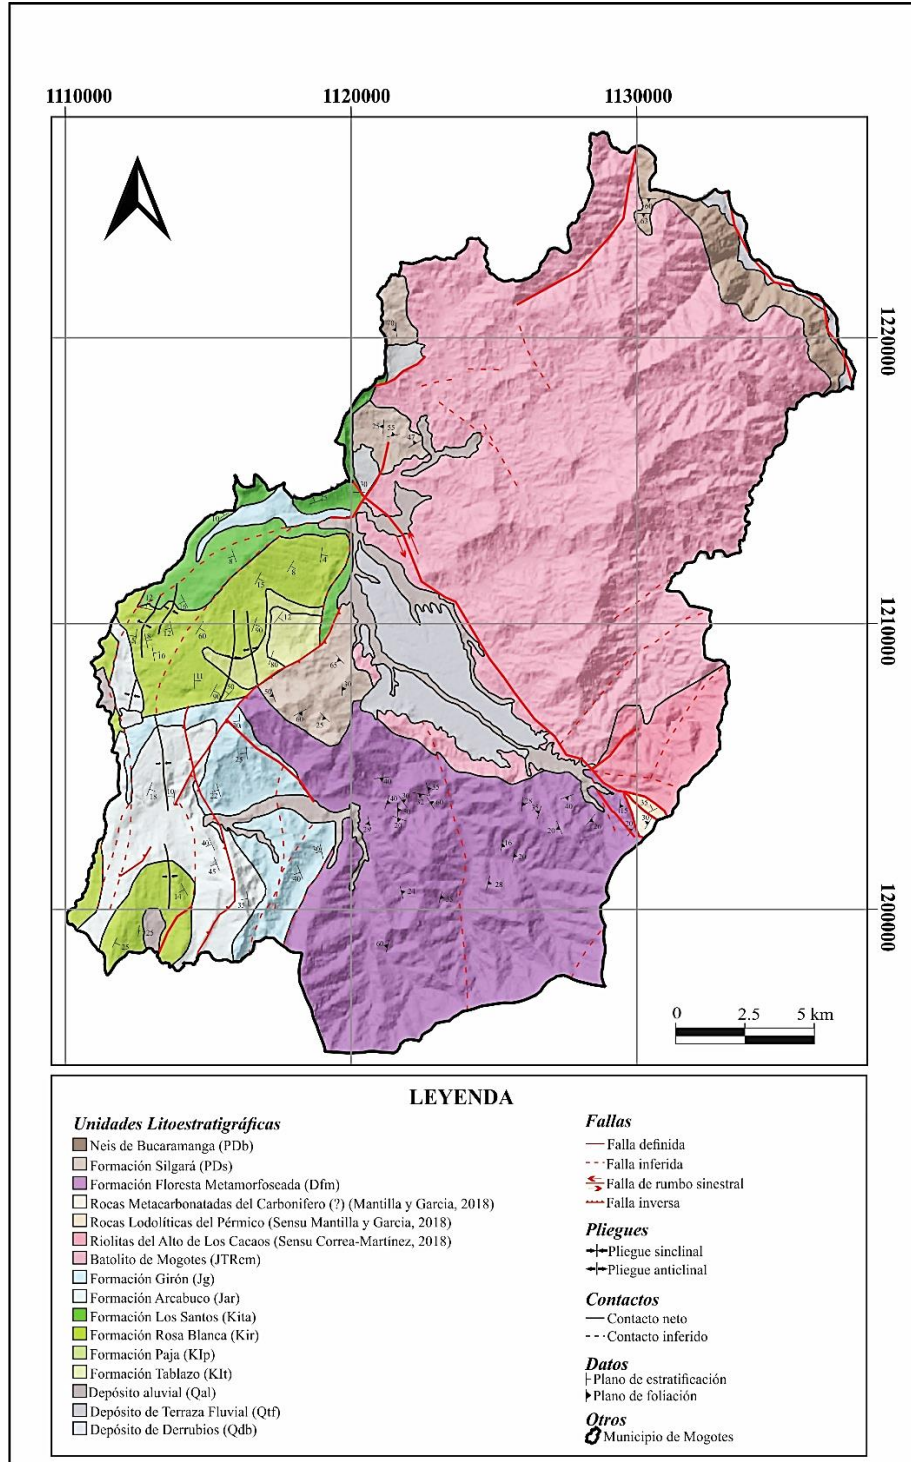 1110000 1120000 1130000
1220000
1210000
1200000
0 2.5 5 km
LEYENDA
Unidades Litoestratigráficas
Neis de Bucaramanga (PDb)
Formación Silgará (PDs)
Formación Floresta Metamorfoseada (Dfm)
Rocas Metacarbonatadas del Carbonifero (?) (Mantilla y Garcia, 2018)
Rocas Lodolíticas del Pérmico (Sensu Mantilla y Garcia, 2018)
Riolitas del Alto de Los Cacaos (Sensu Correa-Martínez, 2018)
Batolito de Mogotes (JTRcm)
Formación Girón (Jg)
Formación Arcabuco (Jar)
Formación Los Santos (Kita)
Formación Rosa Blanca (Kir)
Formación Paja (KIp)
Formación Tablazo (KIt)
Depósito aluvial (Qal)
Depósito de Terraza Fluvial (Qtf)
Depósito de Derrubios (Qdb)
Fallas
Falla definida
Falla inferida
Falla de rumbo sinestral
Falla inversa
Pliegues
Pliegue sinclinal
Pliegue anticlinal
Contactos
Contacto neto
Contacto inferido
Datos
Plano de estratificación
Plano de foliación
Otros
Municipio de Mogotes